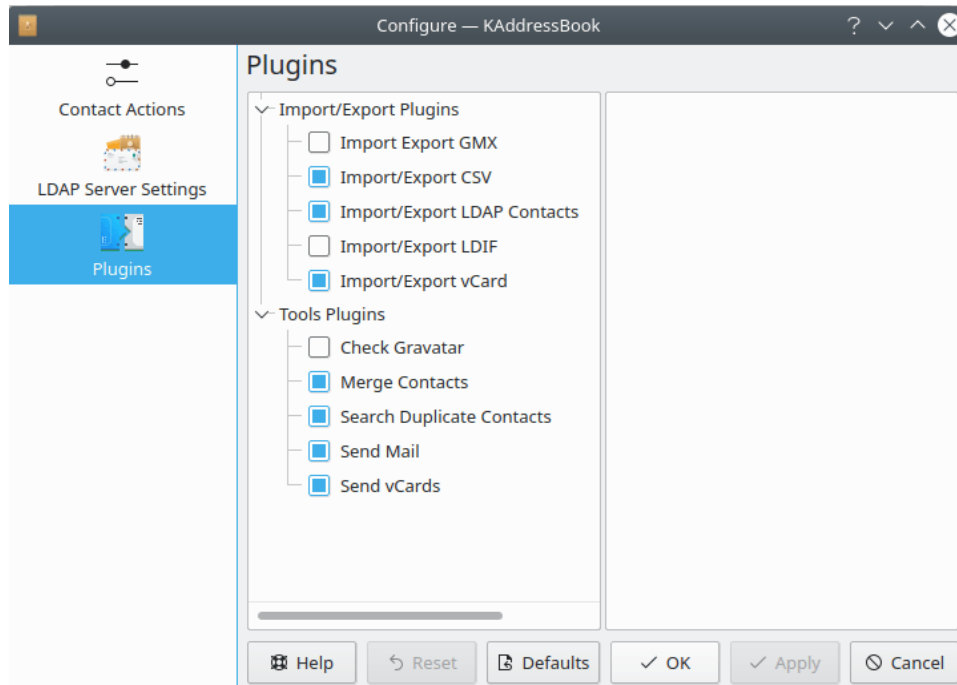 Configure — KAddressBook
Contact Actions
LDAP Server Settings
Plugins
Plugins
Import/Export Plugins
Import Export GMX
Import/Export CSV
Import/Export LDAP Contacts
Import/Export LDIF
Import/Export vCard
Tools Plugins
Check Gravatar
Merge Contacts
Search Duplicate Contacts
Send Mail
Send vCards
Help
Reset
Defaults
OK
Apply
Cancel